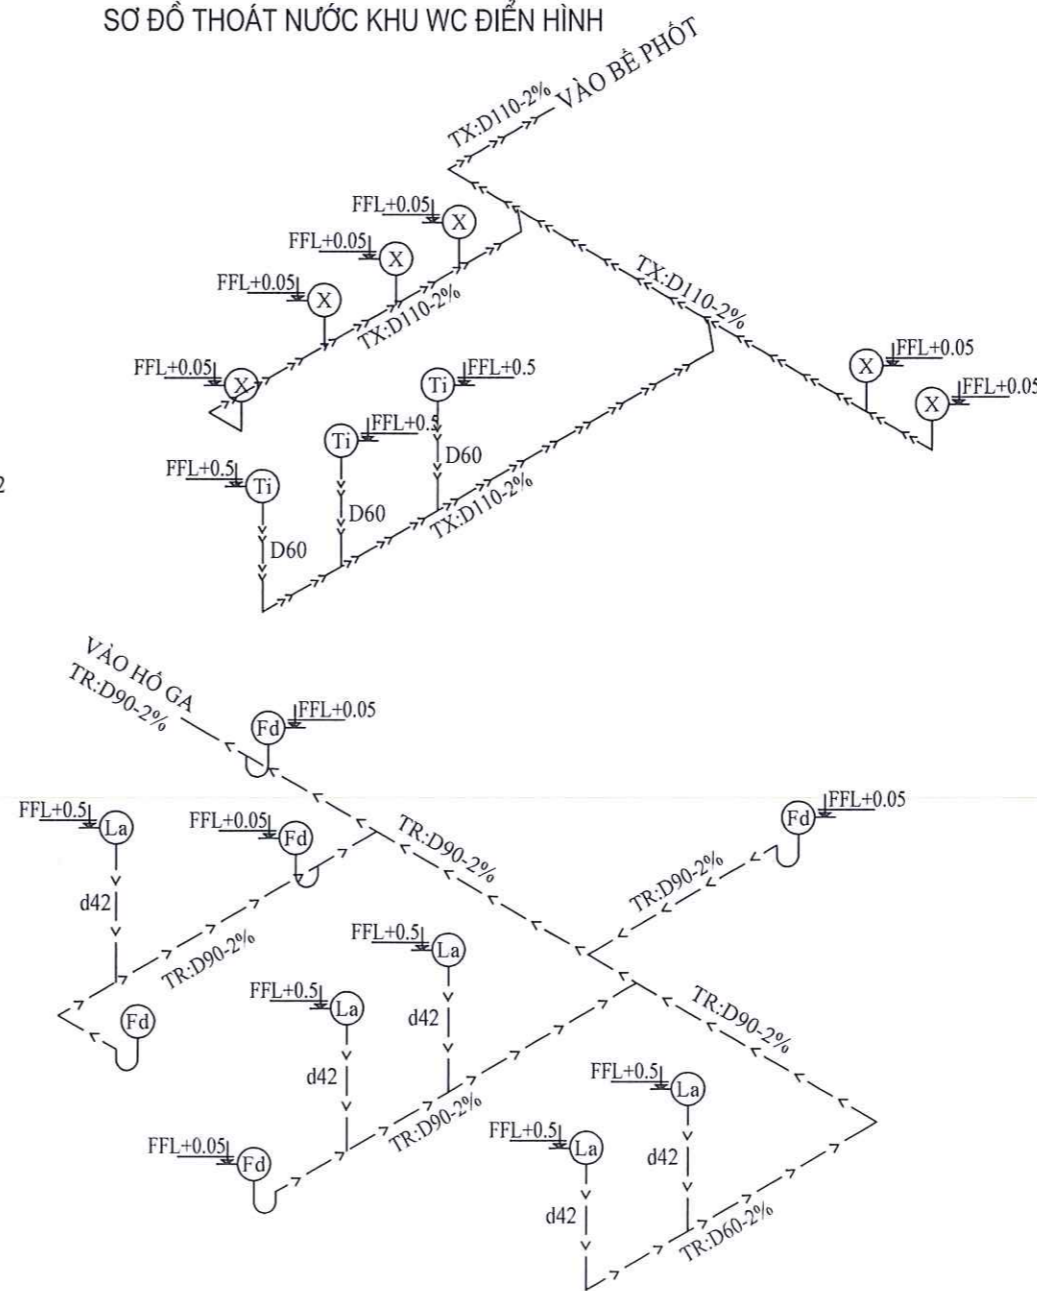 SƠ ĐỒ THOÁT NƯỚC KHU WC ĐIỂN HÌNH
VÀO BỂ PHỐT
TX:D110-2%
FFL+0.05
X
FFL+0.05
X
FFL+0.05
X
TX:D110-2%
TX:D110-2%
FFL+0.05
X
FFL+0.05
X
FFL+0.05
X
FFL+0.5
Ti
FFL+0.5
Ti
FFL+0.5
Ti
D60
D60
D60
TX:D110-2%
2
VÀO HỐ GA
TR:D90-2%
FFL+0.05
Fd
FFL+0.5
La
FFL+0.05
Fd
FFL+0.05
Fd
TR:D90-2%
TR:D90-2%
d42
TR:D90-2%
Fd
FFL+0.5
La
FFL+0.5
La
d42
d42
TR:D90-2%
TR:D90-2%
FFL+0.05
Fd
FFL+0.5
La
FFL+0.5
La
d42
d42
TR:D60-2%